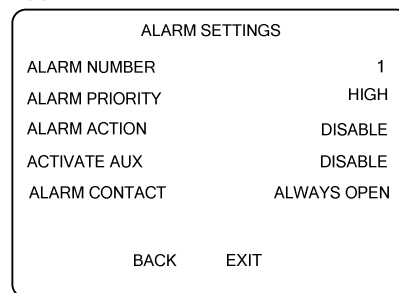 ALARM SETTINGS
ALARM NUMBER 1
ALARM PRIORITY HIGH
ALARM ACTION DISABLE
ACTIVATE AUX DISABLE
ALARM CONTACT ALWAYS OPEN
BACK EXIT